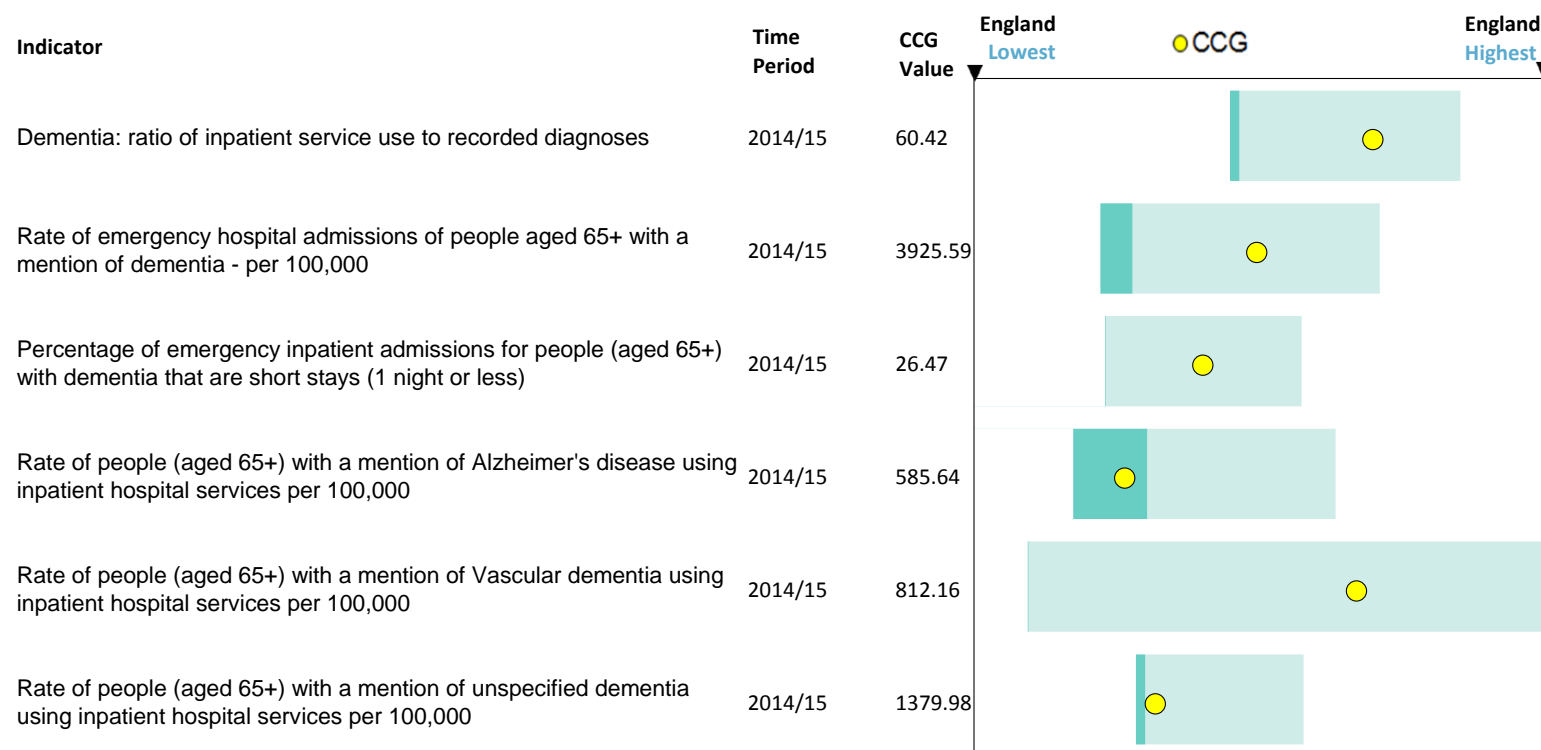 Indicator
Time Period
CCG Value
England Lowest
CCG
England Highest
Dementia: ratio of inpatient service use to recorded diagnoses
2014/15
60.42
Rate of emergency hospital admissions of people aged 65+ with a
mention of dementia - per 100,000
2014/15
3925.59
Percentage of emergency inpatient admissions for people (aged 65+)
with dementia that are short stays (1 night or less)
2014/15
26.47
Rate of people (aged 65+) with a mention of Alzheimer's disease using
inpatient hospital services per 100,000
2014/15
585.64
Rate of people (aged 65+) with a mention of Vascular dementia using
inpatient hospital services per 100,000
2014/15
812.16
Rate of people (aged 65+) with a mention of unspecified dementia
using inpatient hospital services per 100,000
2014/15
1379.98